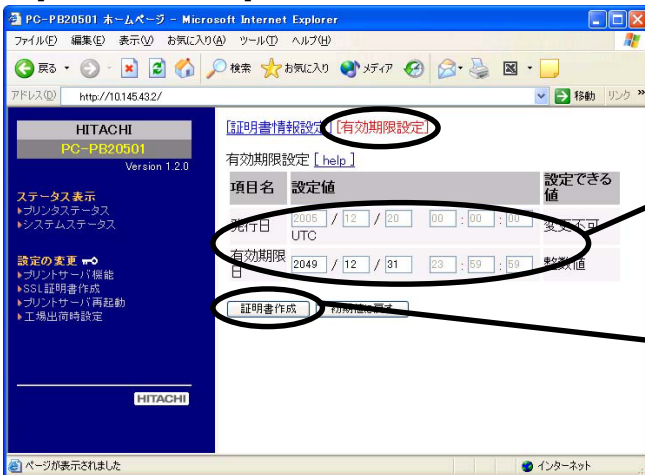 PC-PB20501 ホームページ - Microsoft Internet Explorer
ファイル(F) 編集(E) 表示(V) お気に入り(A) ツール(T) ヘルプ(H)
戻る 検索 お気に入り メディア
アドレス(D) http://10.145.43.2/ 移動 リンク »
HITACHI
PC-PB20501
Version 1.2.0
ステータス表示
プリンタステータス
システムステータス
設定の変更
プリントサーバ機能
SSL証明書作成
プリントサーバ再起動
工場出荷時設定
HITACHI
[証明書情報設定] [有効期限設定]
有効期限設定 [ help ]
項目名 設定値 設定できる値
発行日 2005 / 12 / 20 00 : 00 : 00 UTC 変更不可
有効期限日 2049 / 12 / 31 23 : 59 : 59 整数値
証明書作成 初期値に戻す
ページが表示されました インターネット